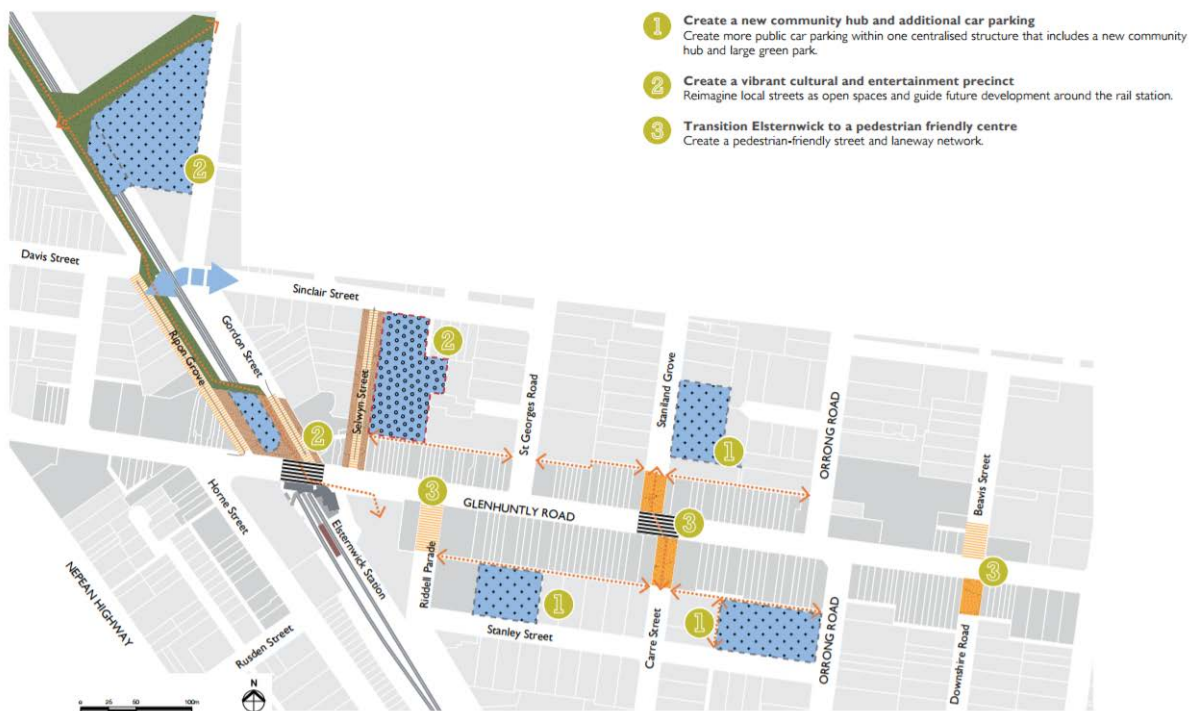 1
Create a new community hub and additional car parking
Create more public car parking within one centralised structure that includes a new community
hub and large green park.
2
Create a vibrant cultural and entertainment precinct
Reimagine local streets as open spaces and guide future development around the rail station.
3
Transition Elsternwick to a pedestrian friendly centre
Create a pedestrian-friendly street and laneway network.
2
Davis Street
Sinclair Street
Gordon Street
Ripon Grove
Selwyn Street
2
St Georges Road
Staniland Grove
1
ORRONG ROAD
Beavis Street
2
3
GLENHUNTLY ROAD
3
Horne Street
Elsternwick Station
Riddell Parade
1
1
3
NEPEAN HIGHWAY
Rusden Street
Stanley Street
Carre Street
ORRONG ROAD
Downshire Road
N
0 25 50 100m